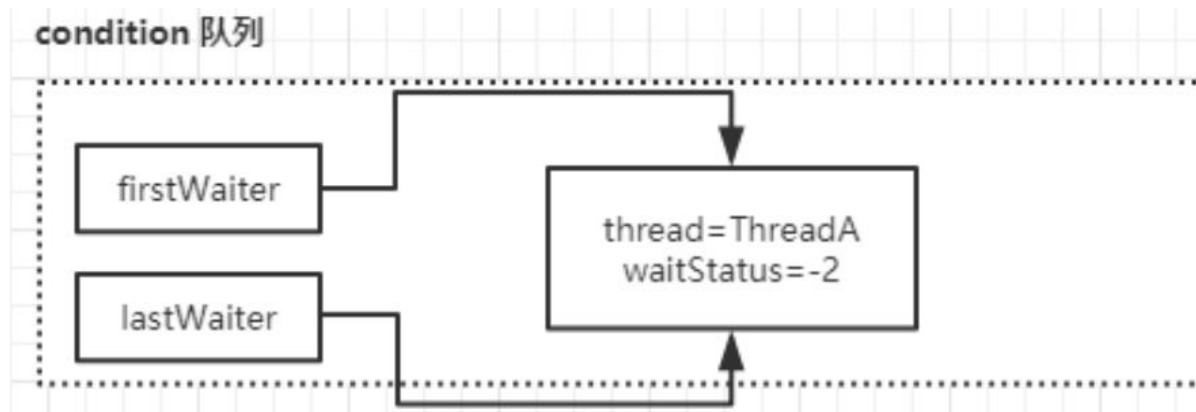 condition 队列
firstWaiter
thread=ThreadA
waitStatus=-2
lastWaiter